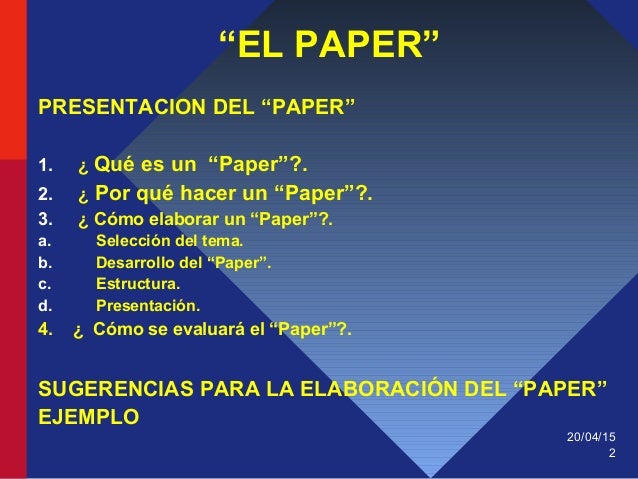 “EL PAPER”
PRESENTACION DEL “PAPER”
1. ¿ Qué es un “Paper”?.
2. ¿ Por qué hacer un “Paper”?.
3. ¿ Cómo elaborar un “Paper”?.
a. Selección del tema.
b. Desarrollo del “Paper”.
c. Estructura.
d. Presentación.
4. ¿ Cómo se evaluará el “Paper”?.
SUGERENCIAS PARA LA ELABORACIÓN DEL “PAPER”
EJEMPLO
20/04/15
2